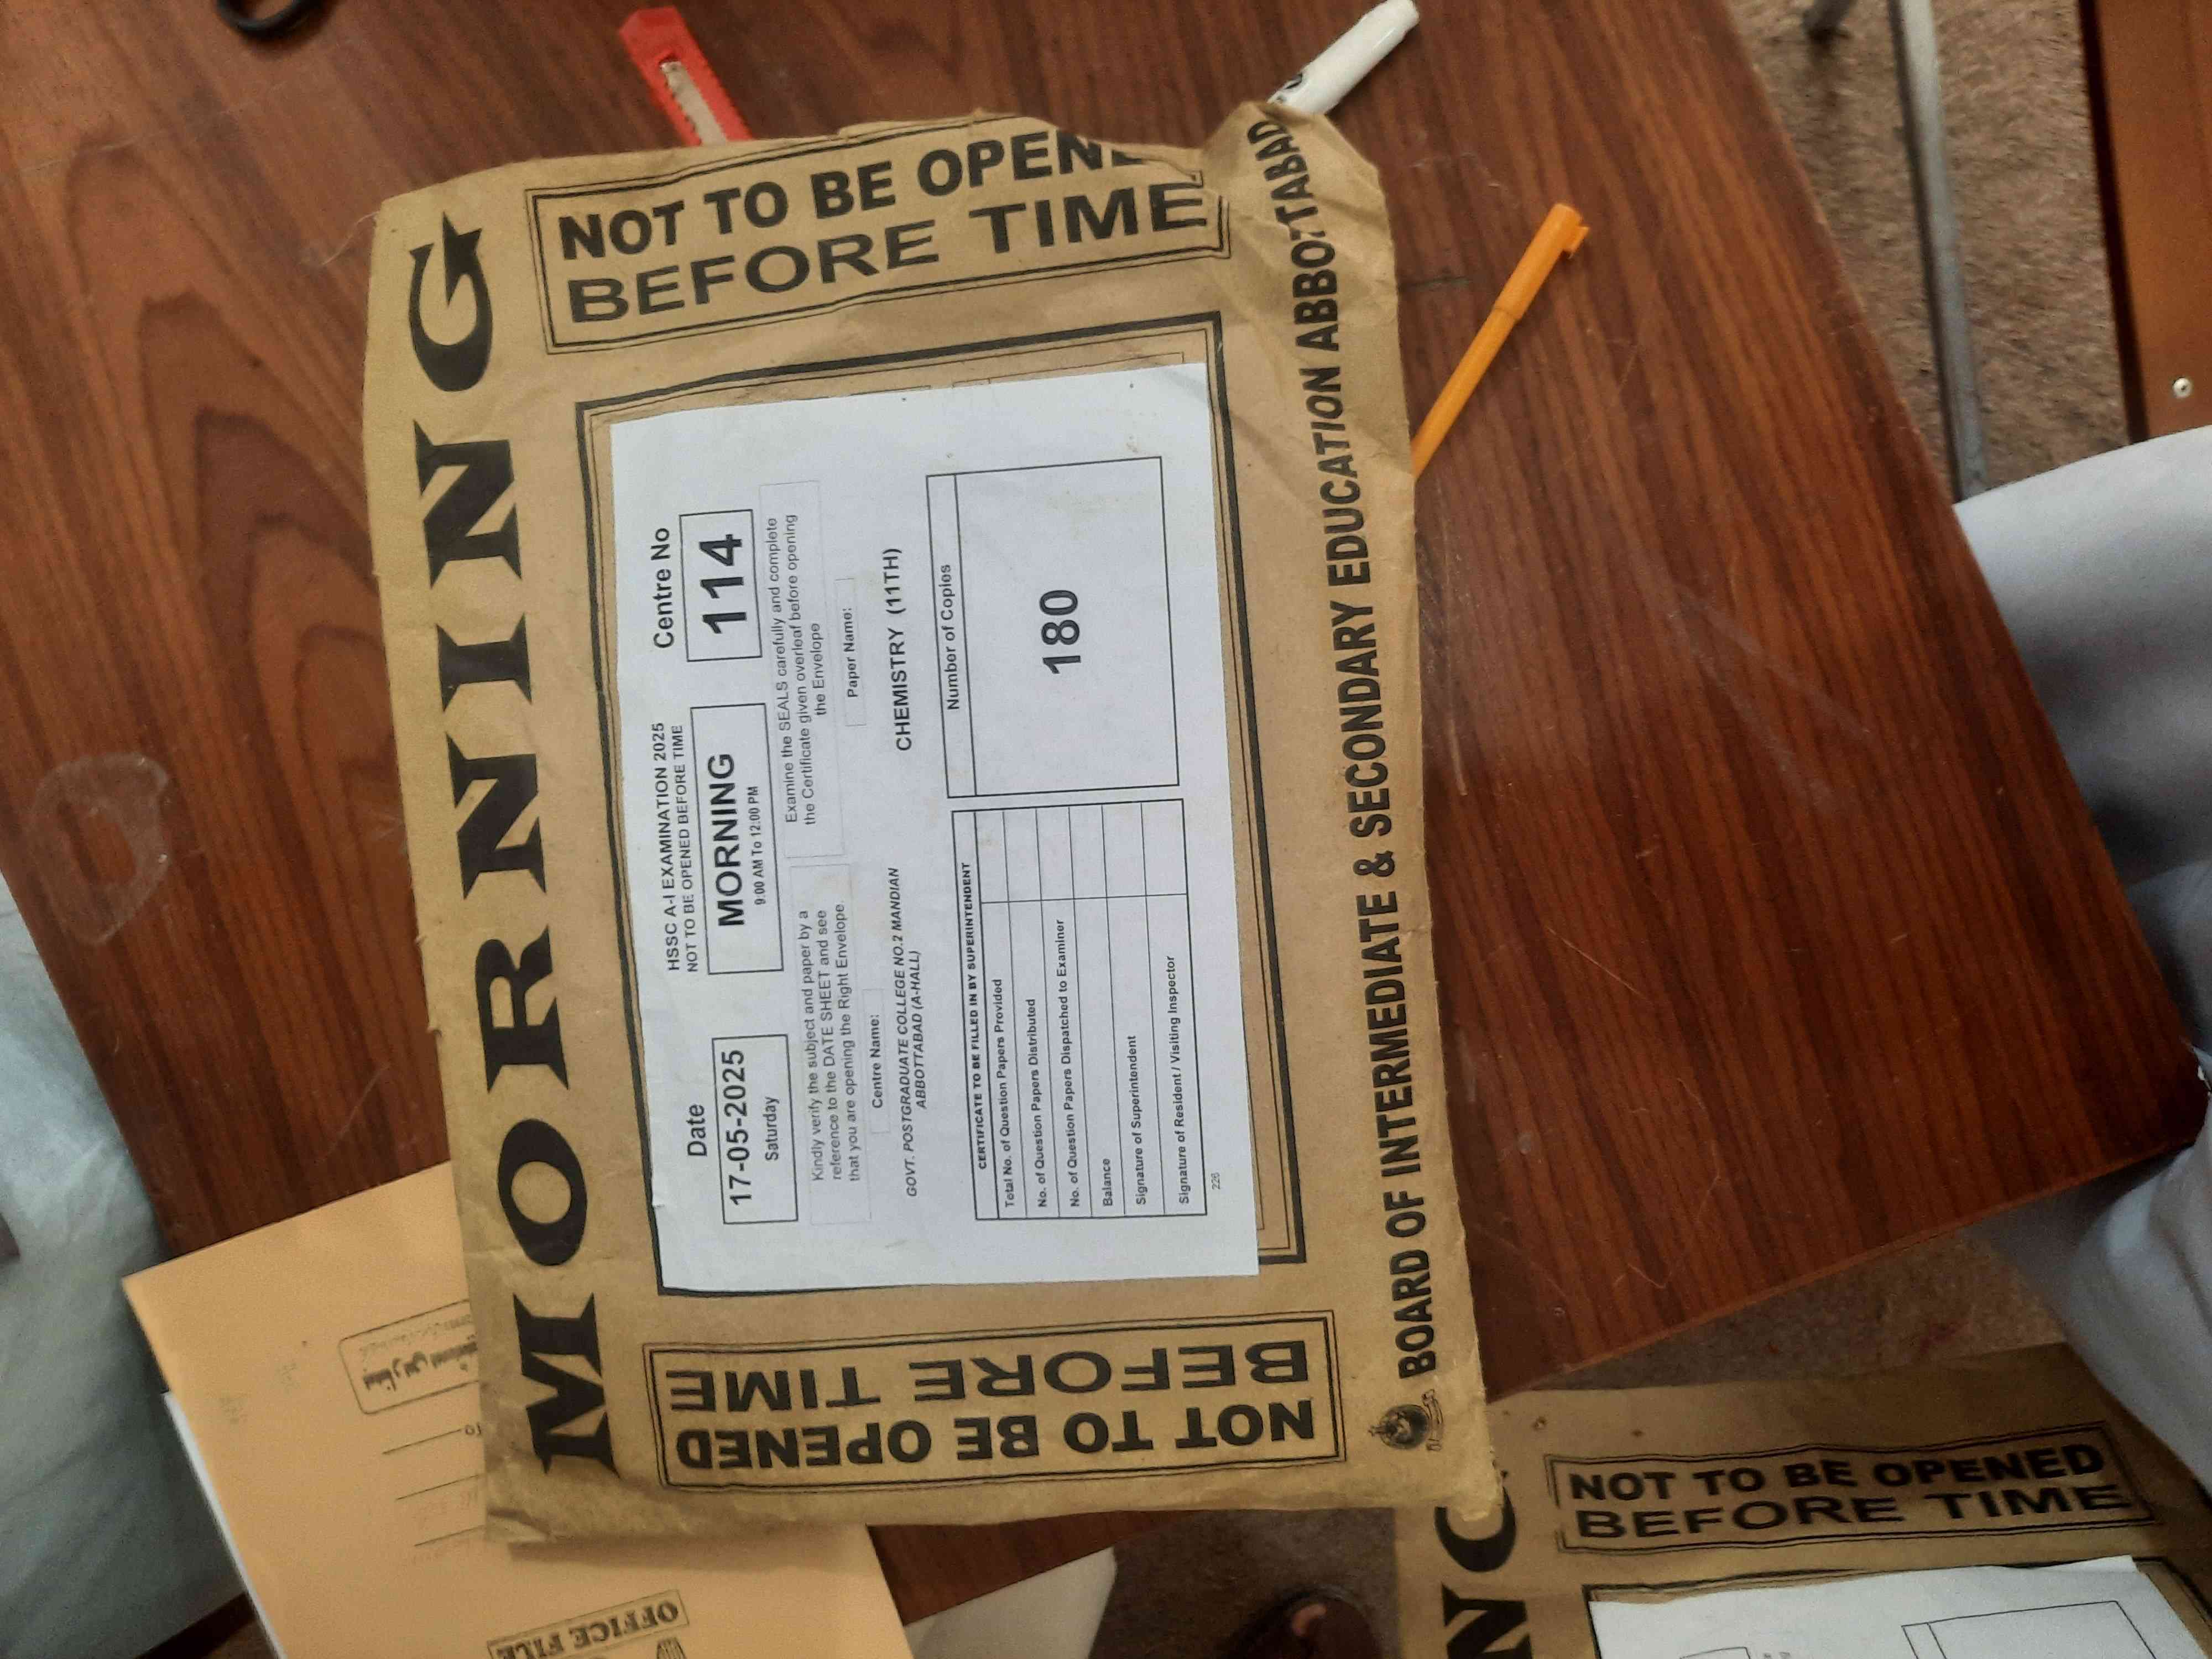 MORNING
NOT TO BE OPENED
BEFORE TIME
HSSC A-I EXAMINATION 2025
NOT TO BE OPENED BEFORE TIME
Date
17-05-2025
Saturday
MORNING
9:00 AM To 12:00 PM
Centre No
114
Kindly verify the subject and paper by a
reference to the DATE SHEET and see
that you are opening the Right Envelope
Examine the SEALS carefully and complete
the Certificate given overleaf before opening
the Envelope
Centre Name:
GOVT. POSTGRADUATE COLLEGE NO.2 MANDIAN
ABBOTTABAD (A-HALL)
Paper Name:
CHEMISTRY (11TH)
CERTIFICATE TO BE FILLED IN BY SUPERINTENDENT
Total No. of Question Papers Provided
No. of Question Papers Distributed
No. of Question Papers Dispatched to Examiner
Balance
Signature of Superintendent
Signature of Resident / Visiting Inspector
Number of Copies
180
226
NOT TO BE OPENE
BEFORE TIME
BOARD OF INTERMEDIATE & SECONDARY EDUCATION ABBOTTABAD
OFFICE FILE
NOT TO BE OPENED
BEFORE TIME